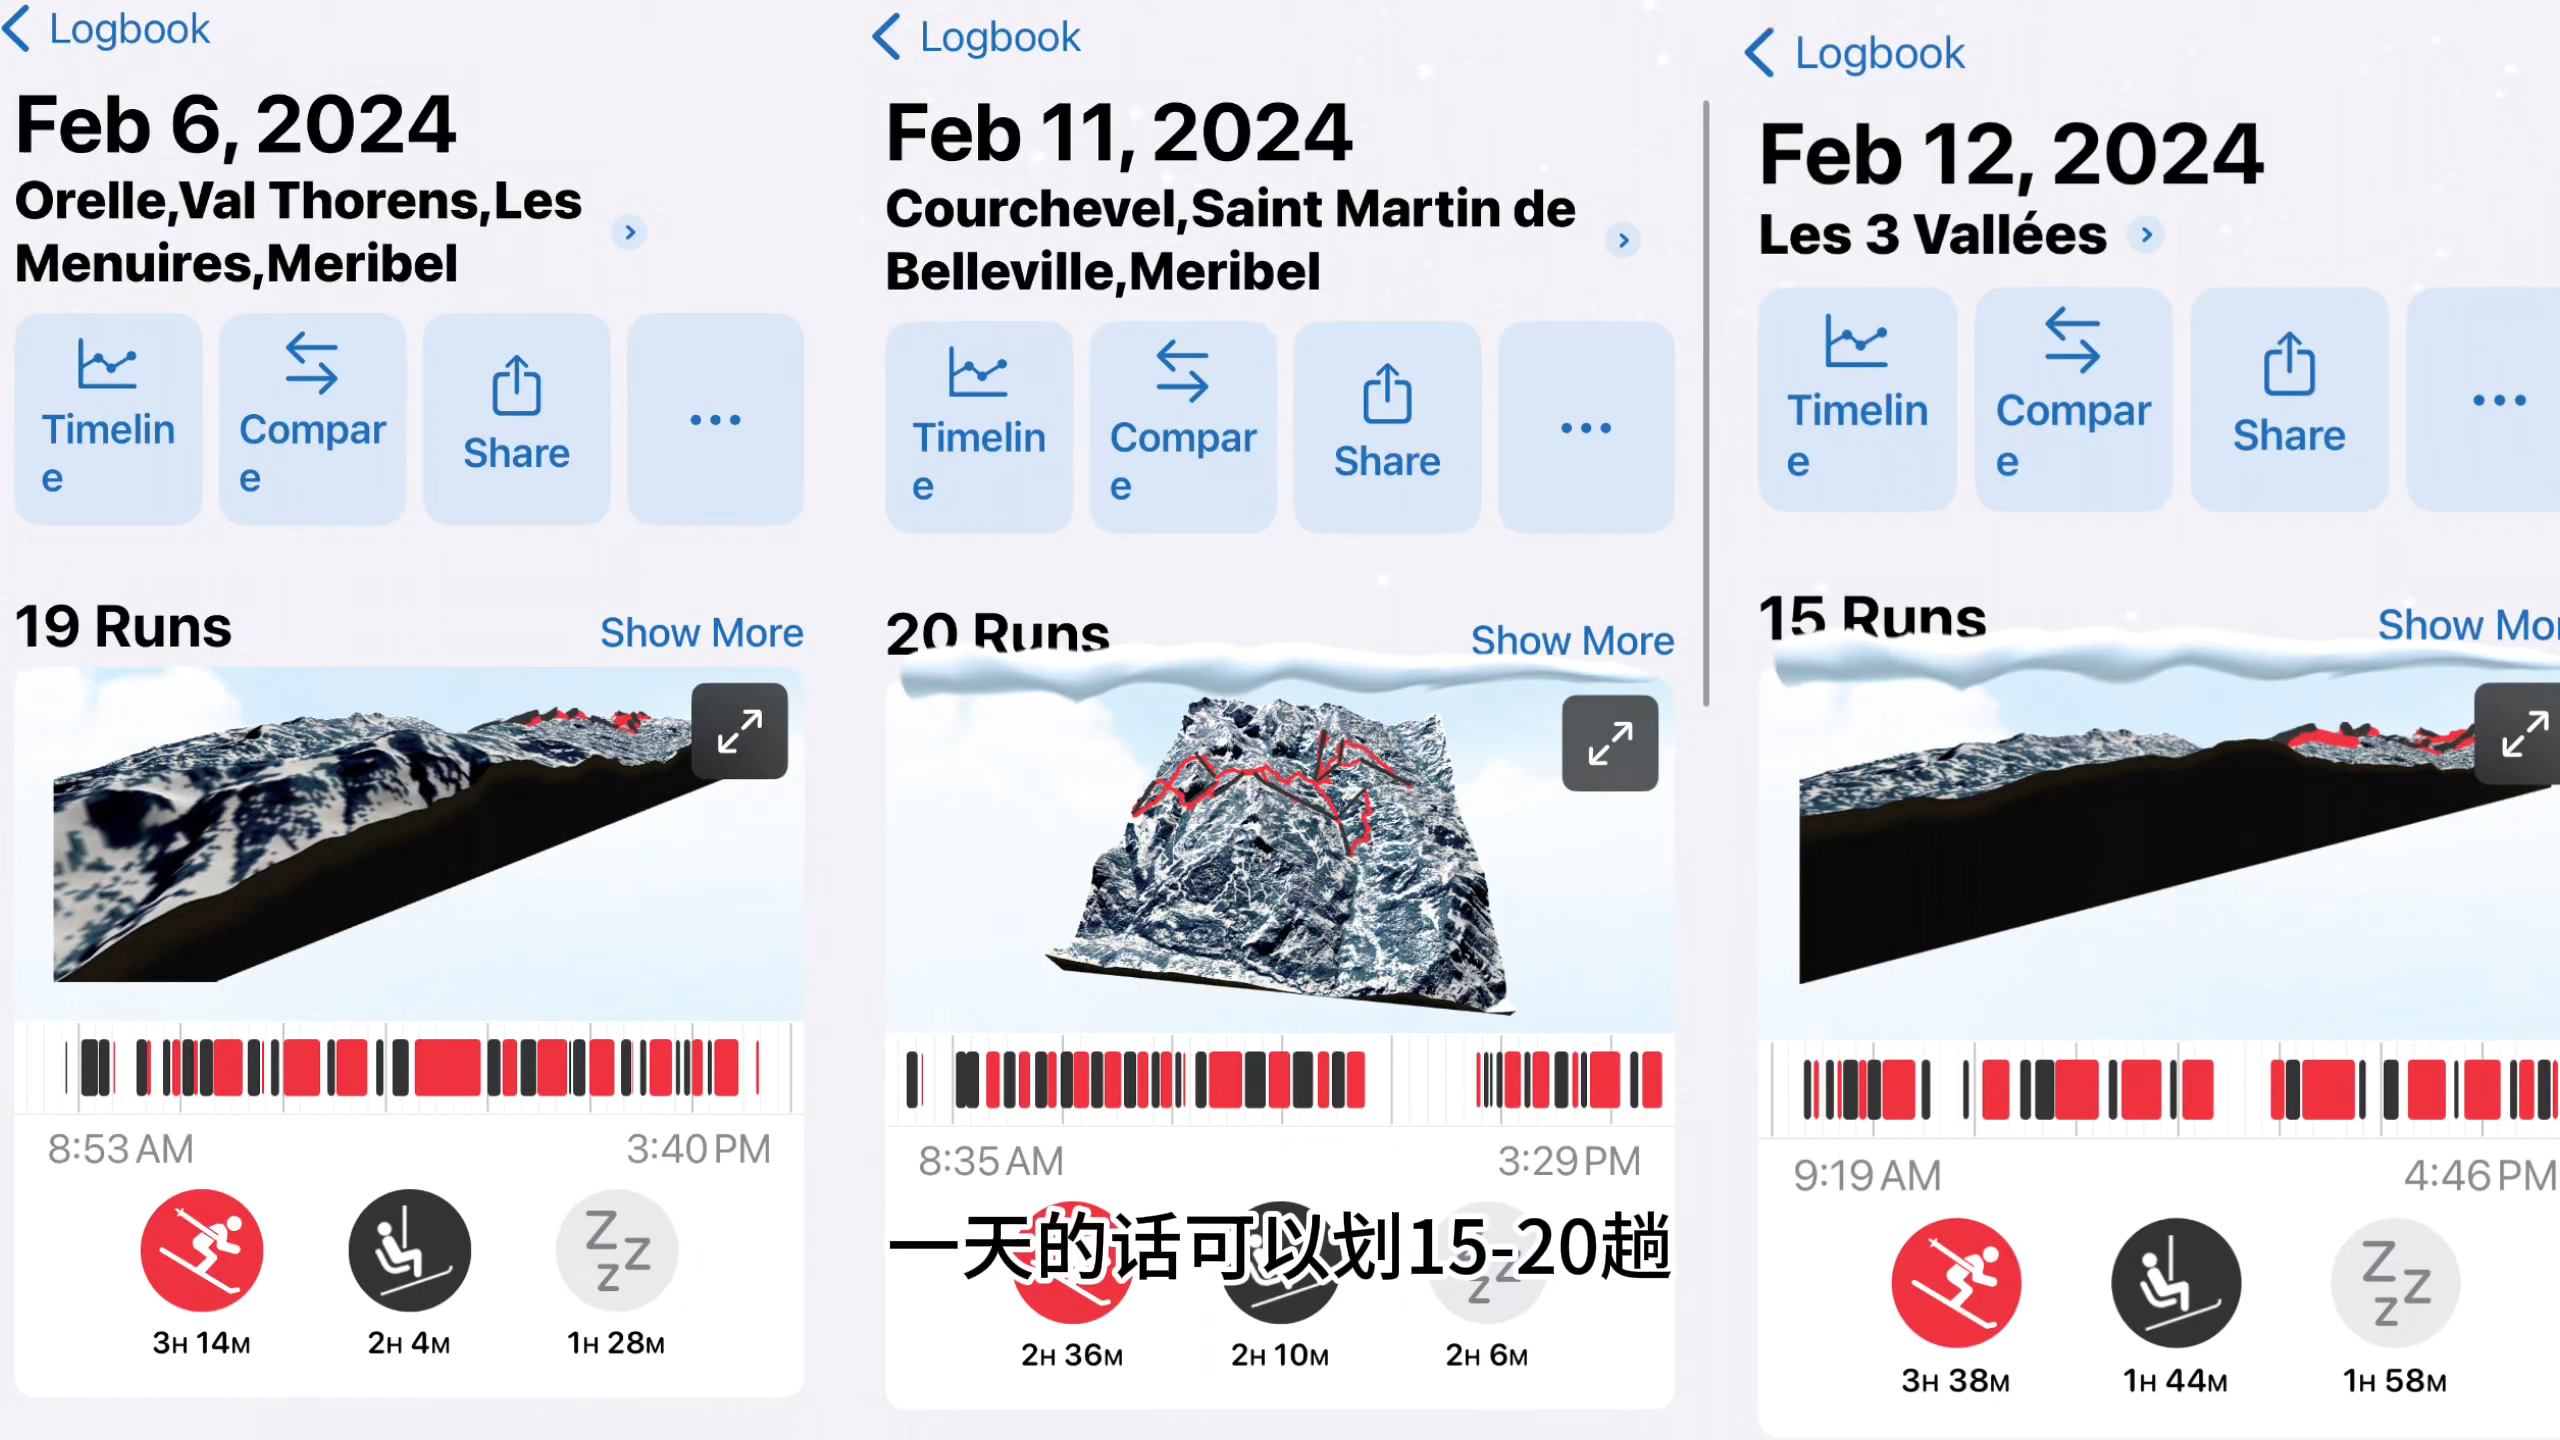 Logbook
Feb 6, 2024
Orelle,Val Thorens,Les
Menuires,Meribel
Timelin
e
Compar
e
Share
19 Runs
Show More
8:53 AM
3:40 PM
3H 14M
2H 4M
1H 28M
Logbook
Feb 11, 2024
Courchevel,Saint Martin de
Belleville,Meribel
Timelin
e
Compar
e
Share
20 Runs
Show More
8:35 AM
3:29 PM
一天的话可以划15-20趟
2H 36M
2H 10M
2H 6M
Logbook
Feb 12, 2024
Les 3 Vallées
Timelin
e
Compar
e
Share
15 Runs
Show Mor
9:19 AM
4:46 PM
3H 38M
1H 44M
1H 58M